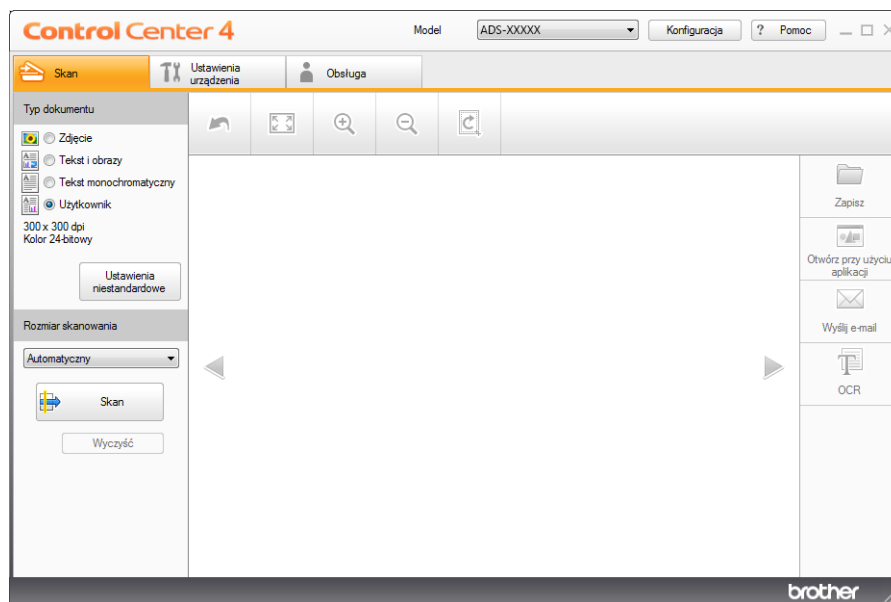 Control Center 4
Model
ADS-XXXXX
Konfiguracja
? Pomoc
Skan
Ustawienia
urządzenia
Obsługa
Typ dokumentu
Zdjęcie
Tekst i obrazy
Tekst monochromatyczny
Użytkownik
300 x 300 dpi
Kolor 24-bitowy
Ustawienia
niestandardowe
Rozmiar skanowania
Automatyczny
Skan
Wyczyść
Zapisz
Otwórz przy użyciu
aplikacji
Wyślij e-mail
OCR
brother